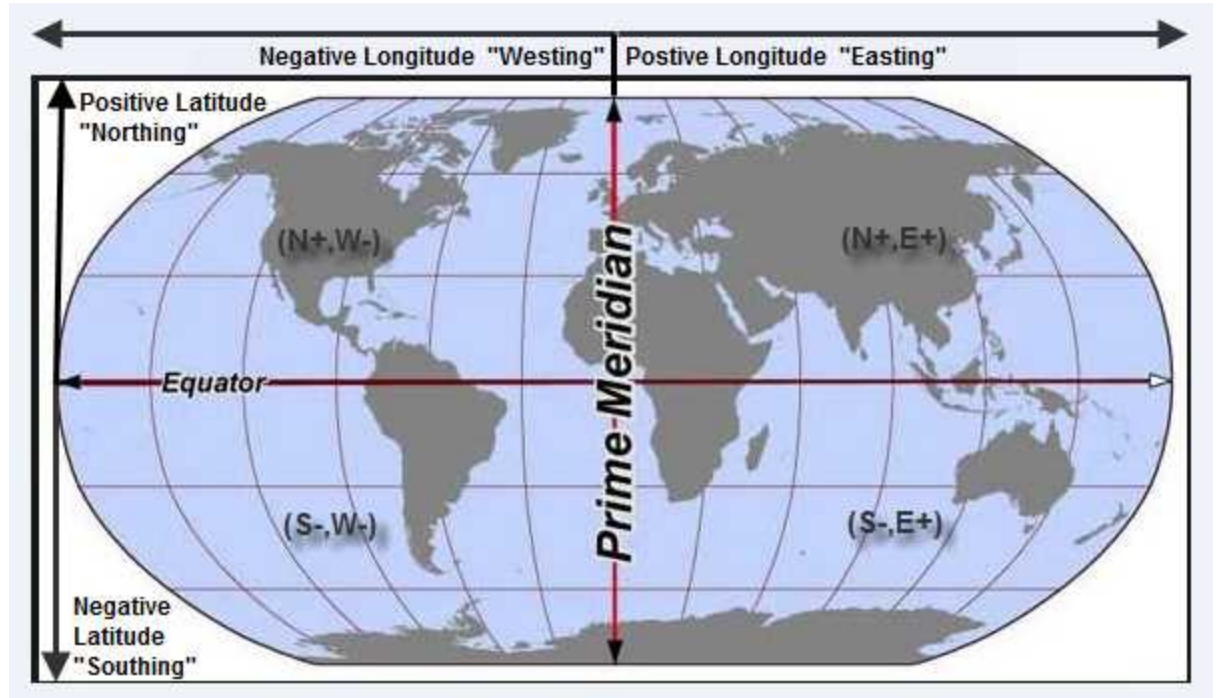 Negative Longitude "Westing"
Postive Longitude "Easting"
Positive Latitude
"Northing"
(N+,W-)
(N+,E+)
Prime Meridian
Equator
(S-,W-)
(S-,E+)
Negative
Latitude
"Southing"